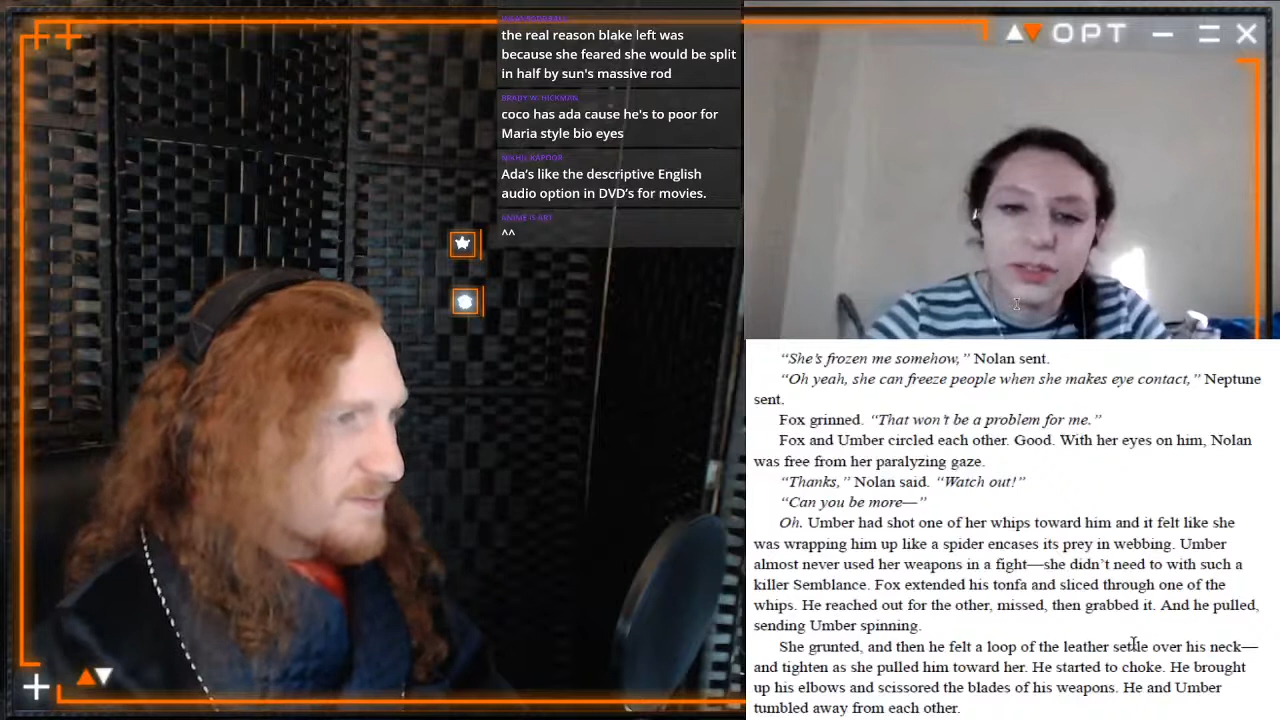 the real reason blake left was
because she feared she would be split
in half by sun's massive rod
BRADY W. HICKMAN
coco has ada cause he's to poor for
Maria style bio eyes
NIKHIL KAPOOR
Ada's like the descriptive English
audio option in DVD's for movies.
ANIME IS ART
^^
OPT
“She’s frozen me somehow,” Nolan sent.
“Oh yeah, she can freeze people when she makes eye contact,” Neptune
sent.
Fox grinned. “That won’t be a problem for me.”
Fox and Umber circled each other. Good. With her eyes on him, Nolan
was free from her paralyzing gaze.
“Thanks,” Nolan said. “Watch out!”
“Can you be more—”
Oh. Umber had shot one of her whips toward him and it felt like she
was wrapping him up like a spider encases its prey in webbing. Umber
almost never used her weapons in a fight—she didn’t need to with such a
killer Semblance. Fox extended his tonfa and sliced through one of the
whips. He reached out for the other, missed, then grabbed it. And he pulled,
sending Umber spinning.
She grunted, and then he felt a loop of the leather settle over his neck—
and tighten as she pulled him toward her. He started to choke. He brought
up his elbows and scissored the blades of his weapons. He and Umber
tumbled away from each other.